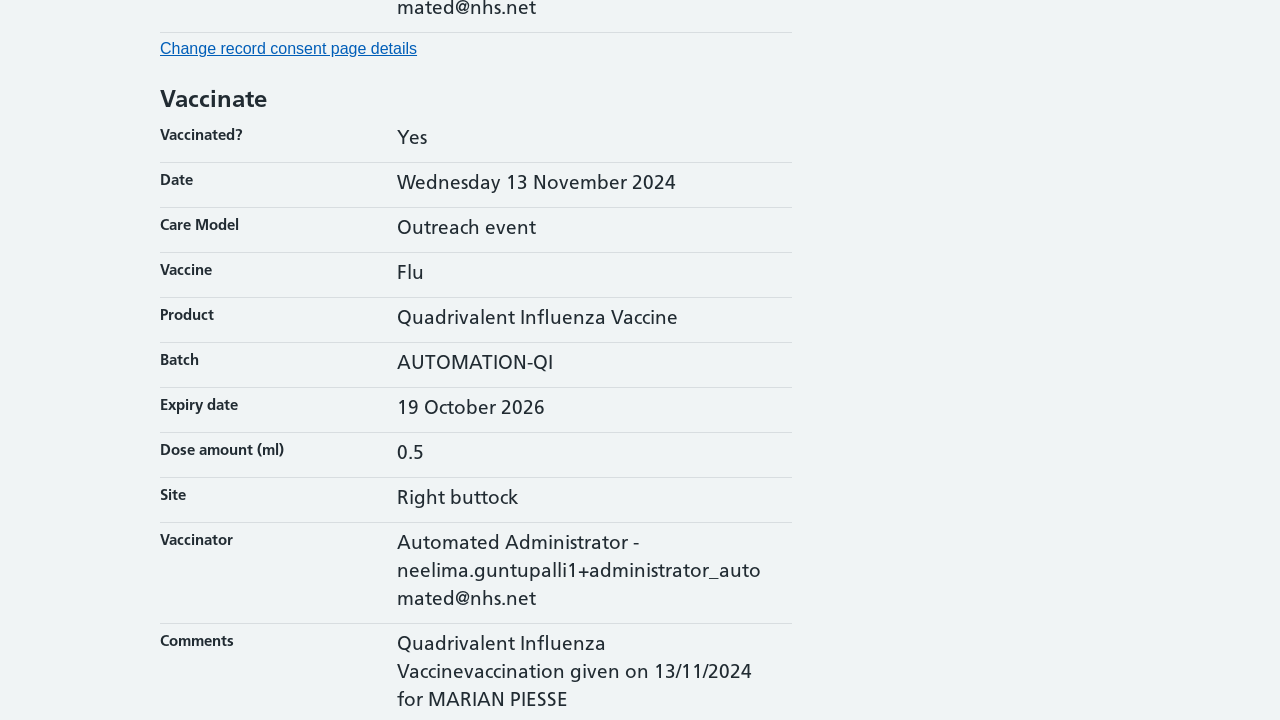 mated@nhs.net
Change record consent page details
Vaccinate
Vaccinated? Yes
Date Wednesday 13 November 2024
Care Model Outreach event
Vaccine Flu
Product Quadrivalent Influenza Vaccine
Batch AUTOMATION-QI
Expiry date 19 October 2026
Dose amount (ml) 0.5
Site Right buttock
Vaccinator Automated Administrator -
neelima.guntupalli1+administrator_auto
mated@nhs.net
Comments Quadrivalent Influenza
Vaccinevaccination given on 13/11/2024
for MARIAN PIESSE